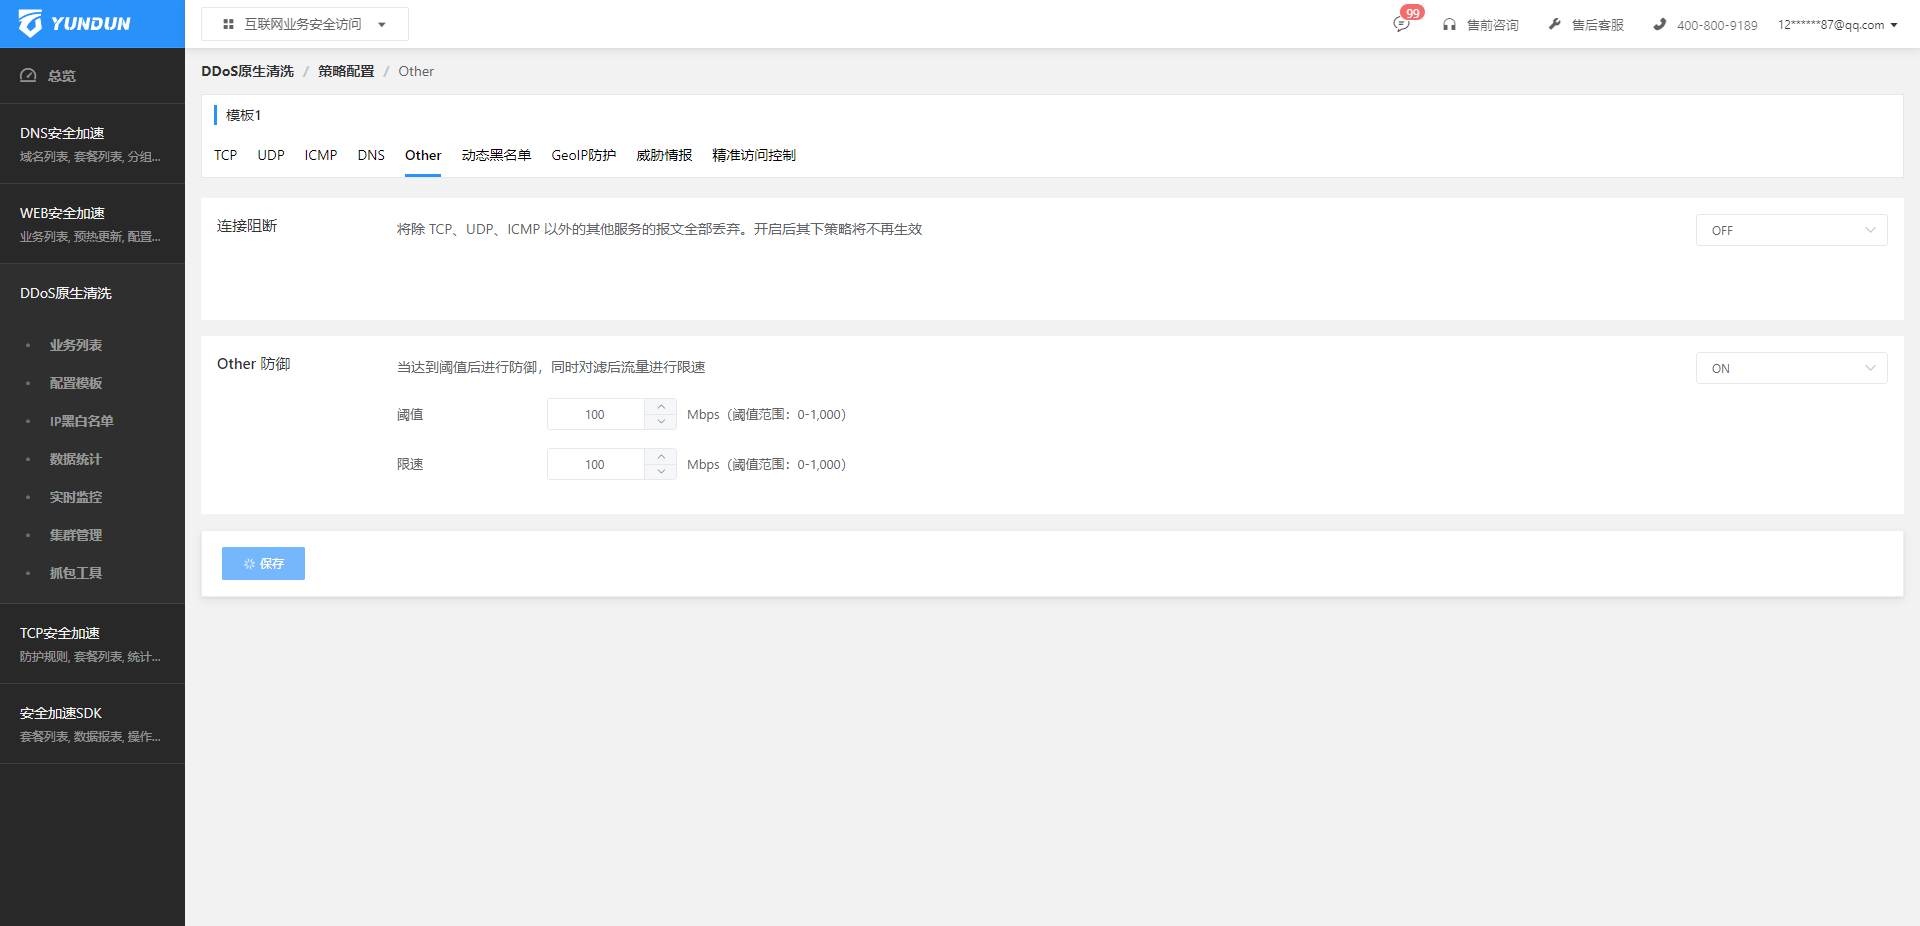 YUNDUN
互联网业务安全访问
99
售前咨询
售后客服
400-800-9189
12******87@qq.com
总览
DNS安全加速
域名列表, 套餐列表, 分组...
WEB安全加速
业务列表, 预热更新, 配置...
DDoS原生清洗
业务列表
配置模板
IP黑白名单
数据统计
实时监控
集群管理
抓包工具
TCP安全加速
防护规则, 套餐列表, 统计...
安全加速SDK
套餐列表, 数据报表, 操作...
DDoS原生清洗 / 策略配置 / Other
模板1
TCP UDP ICMP DNS Other 动态黑名单 GeoIP防护 威胁情报 精准访问控制
连接阻断 将除 TCP、UDP、ICMP 以外的其他服务的报文全部丢弃。开启后其下策略将不再生效 OFF
Other 防御 当达到阈值后进行防御，同时对滤后流量进行限速 ON
阈值 100 Mbps（阈值范围：0-1,000）
限速 100 Mbps（阈值范围：0-1,000）
保存